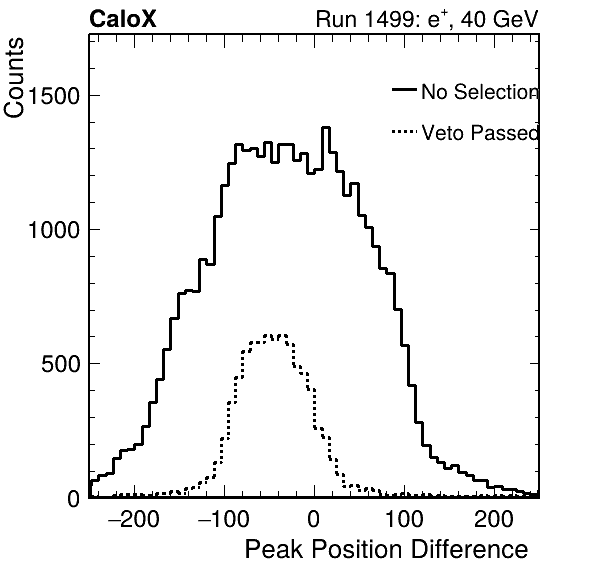 CaloX Run 1499: e⁺, 40 GeV
Counts
1500
1000
500
0
No Selection
Veto Passed
−200 −100 0 100 200
Peak Position Difference